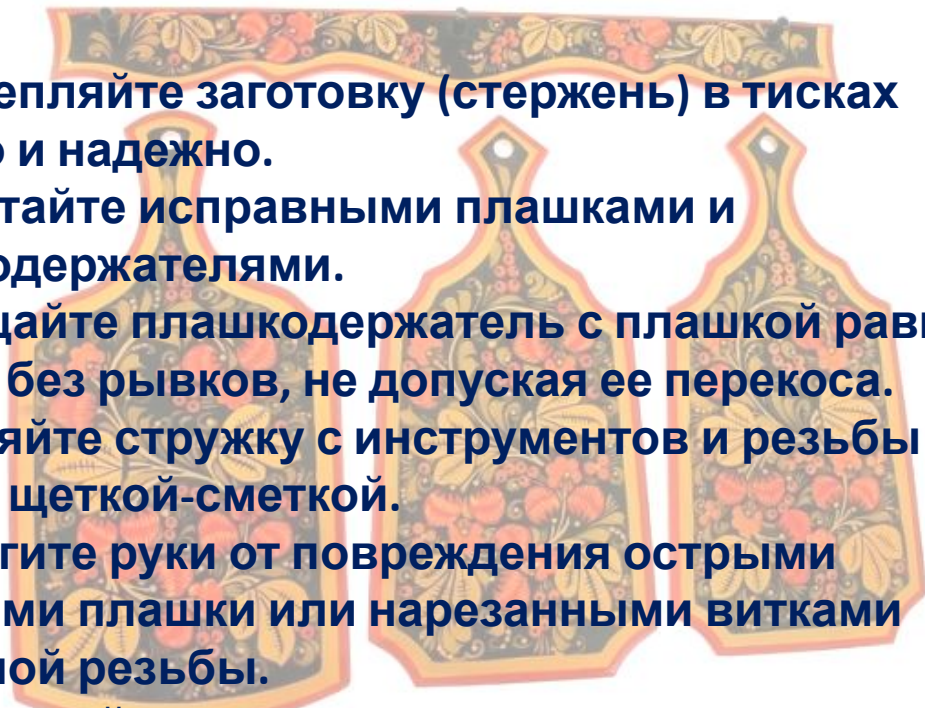 епляйте заготовку (стержень) в тисках
о и надежно.
тайте исправными плашками и
одержателями.
щайте плашкодержатель с плашкой равн
без рывков, не допуская ее перекоса.
яйте стружку с инструментов и резьбы
щеткой-сметкой.
гите руки от повреждения острыми
ми плашки или нарезанными витками
ной резьбы.